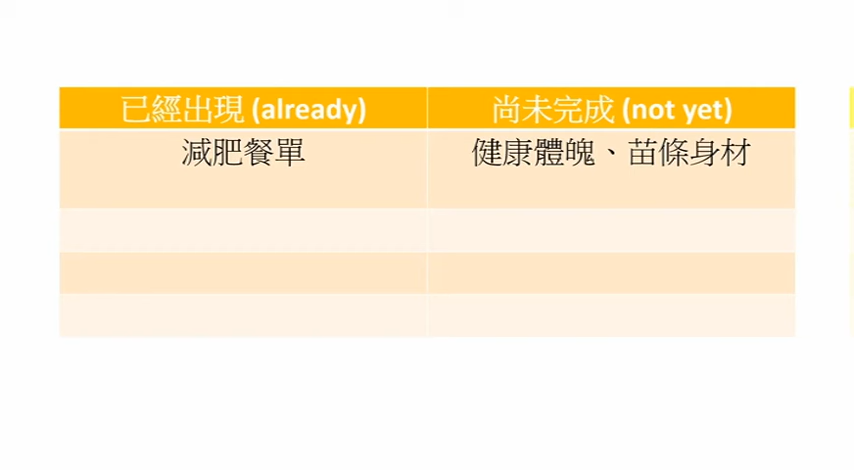 已經出現 (already)
尚未完成 (not yet)
減肥餐單
健康體魄、苗條身材